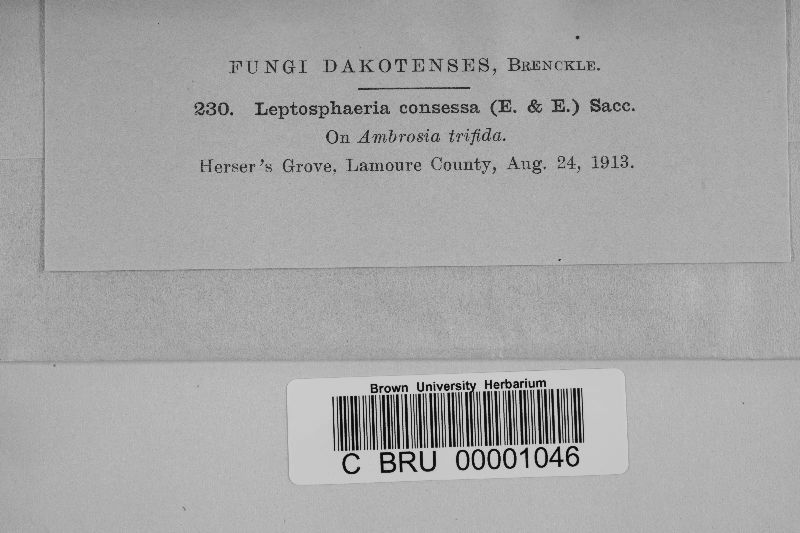 FUNGI DAKOTENSES, BRENCKLE.
230. Leptosphaeria consessa (E. & E.) Sacc.
On Ambrosia trifida.
Herser's Grove, Lamoure County, Aug. 24, 1913.
Brown University Herbarium
C BRU 00001046